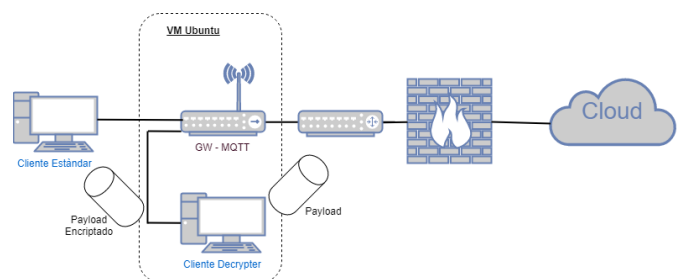 VM Ubuntu
Cloud
GW - MQTT
Cliente Estándar
Payload
Encriptado
Payload
Cliente Decrypter